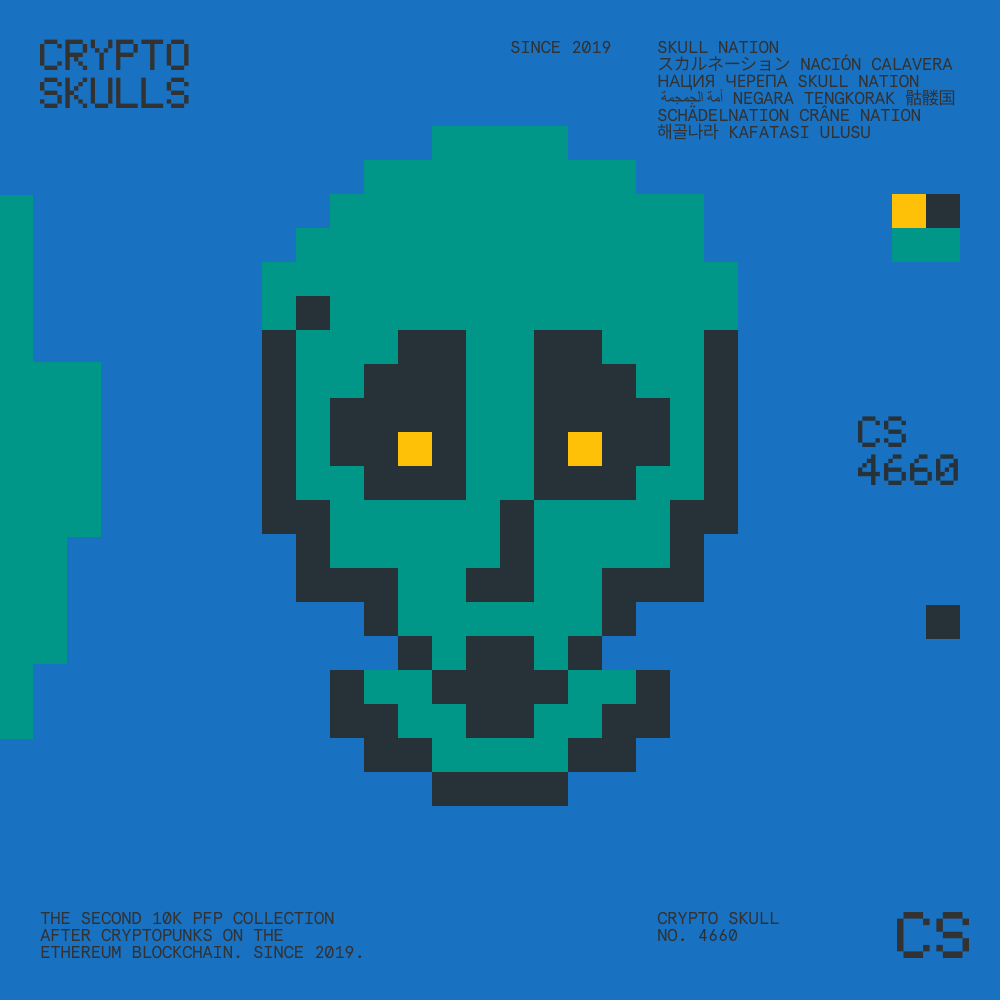 CRYPTO
SKULLS
SINCE 2019
SKULL NATION
スカルネーション NACIÓN CALAVERA
НАЦИЯ ЧЕРЕПА SKULL NATION
أمة الجمجمة NEGARA TENGKORAK 骷髅国
SCHÄDELNATION CRÂNE NATION
해골나라 KAFATASI ULUSU
CS
4660
THE SECOND 10K PFP COLLECTION
AFTER CRYPTOPUNKS ON THE
ETHEREUM BLOCKCHAIN. SINCE 2019.
CRYPTO SKULL
NO. 4660
CS